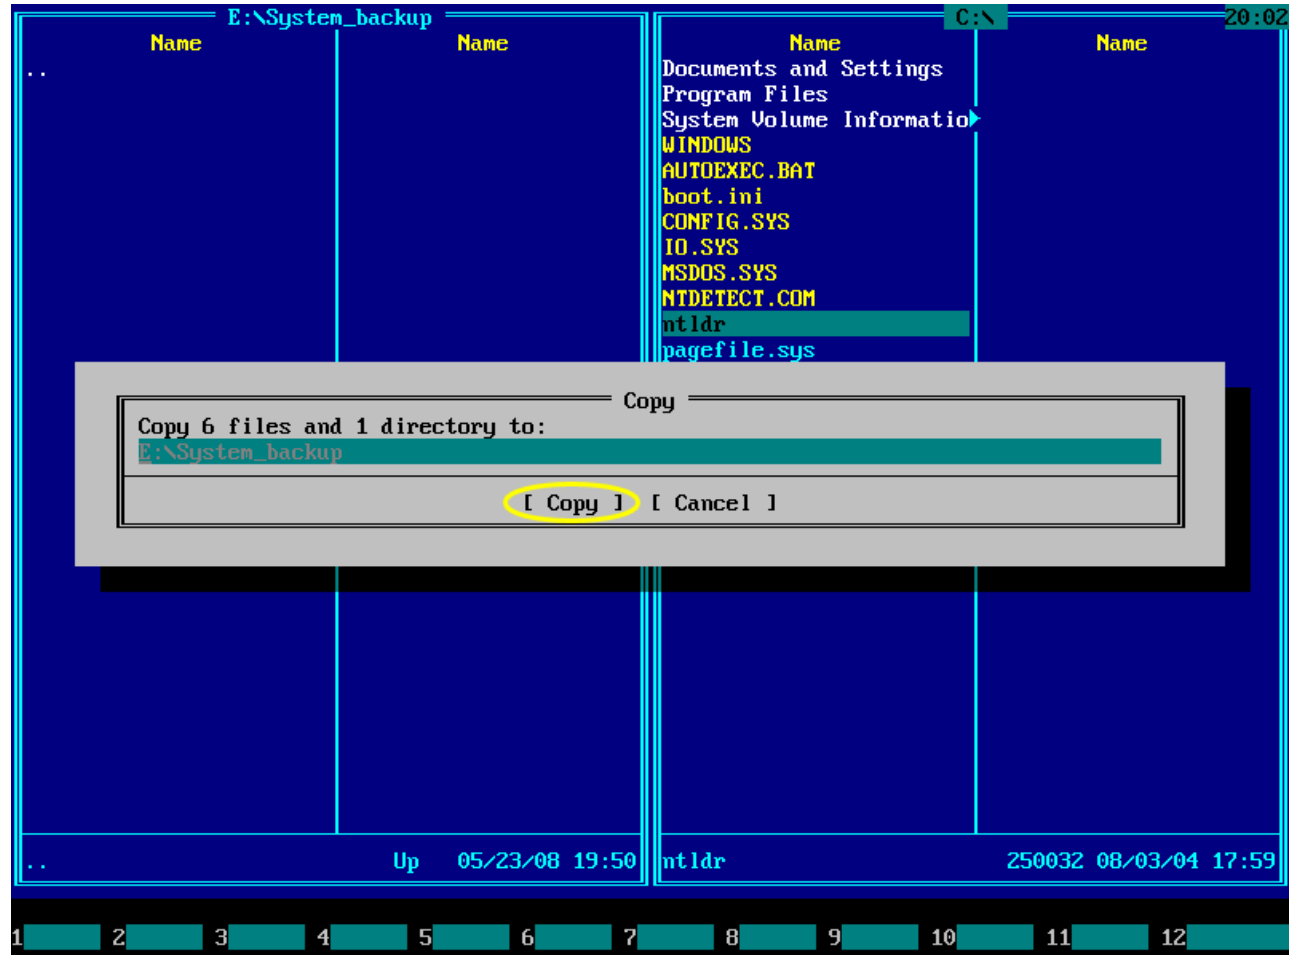 E:\System_backup
C:\
20:02
Name
Name
Name
Name
..
Documents and Settings
Program Files
System Volume Informatio
WINDOWS
AUTOEXEC.BAT
boot.ini
CONFIG.SYS
IO.SYS
MSDOS.SYS
NTDETECT.COM
ntldr
pagefile.sys
Copy
Copy 6 files and 1 directory to:
E:\System_backup
[ Copy ] [ Cancel ]
.. Up 05/23/08 19:50
ntldr 250032 08/03/04 17:59
1 2 3 4 5 6 7 8 9 10 11 12